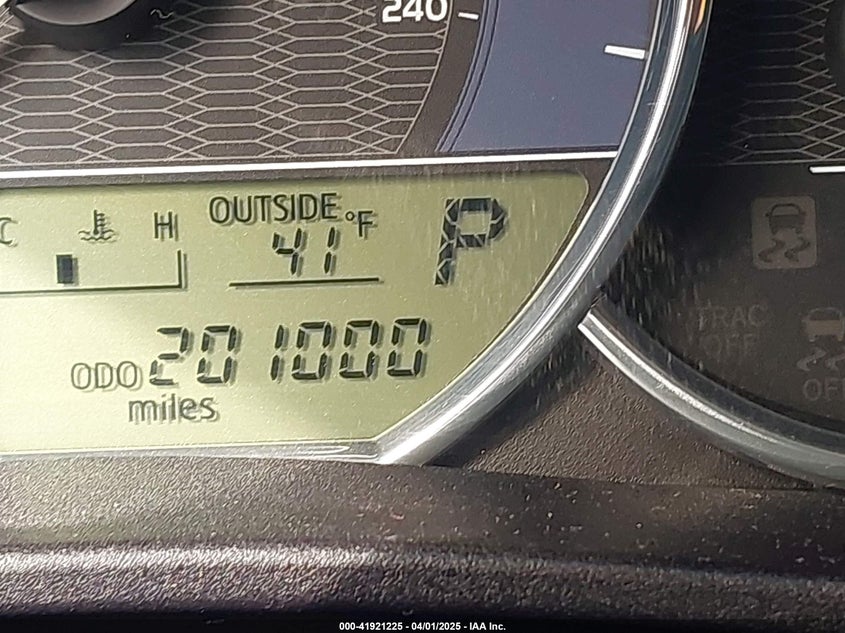 240
OUTSIDE °F
C H
41
P
ODO 201000
miles
TRAC
OFF
OFF
000-41921225 - 04/01/2025 - IAA Inc.